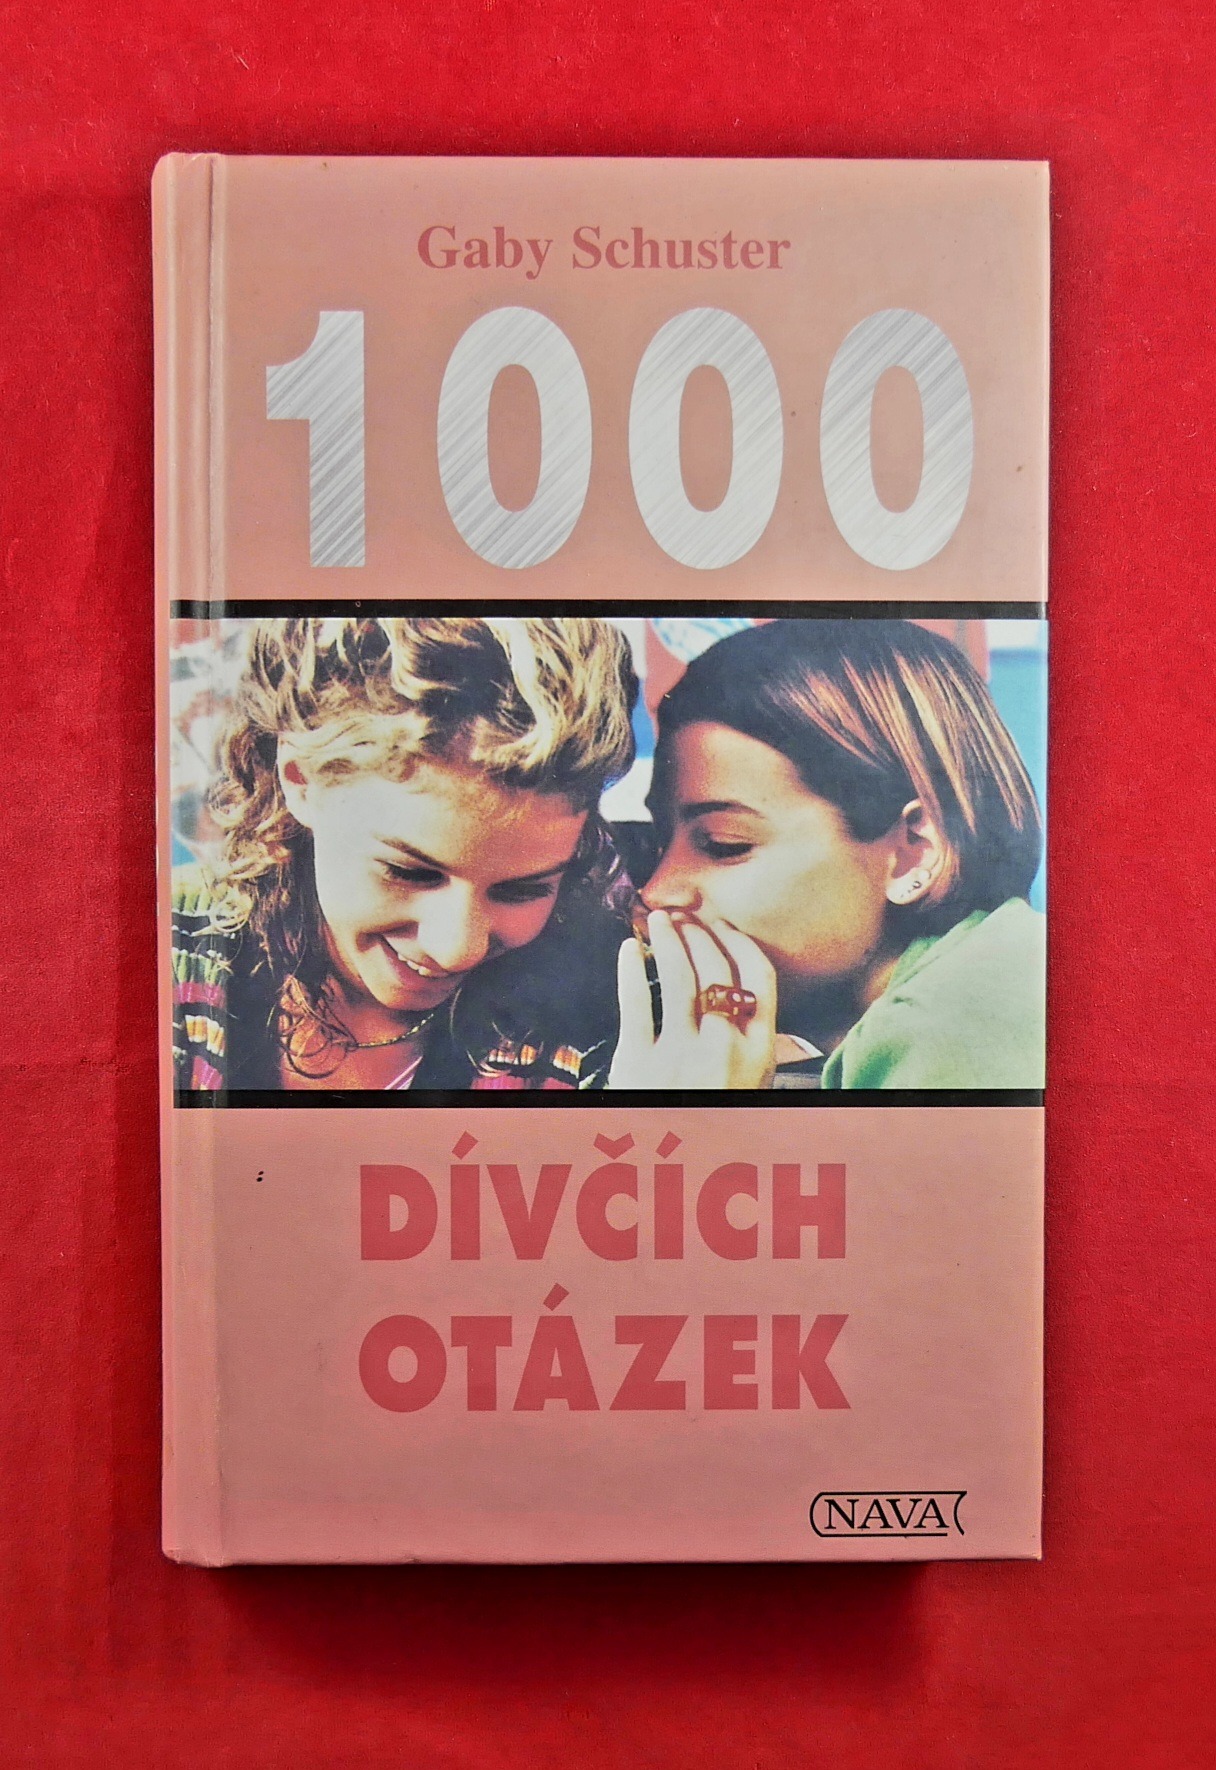 Gaby Schuster
1000
DÍVČÍCH
OTÁZEK
NAVA